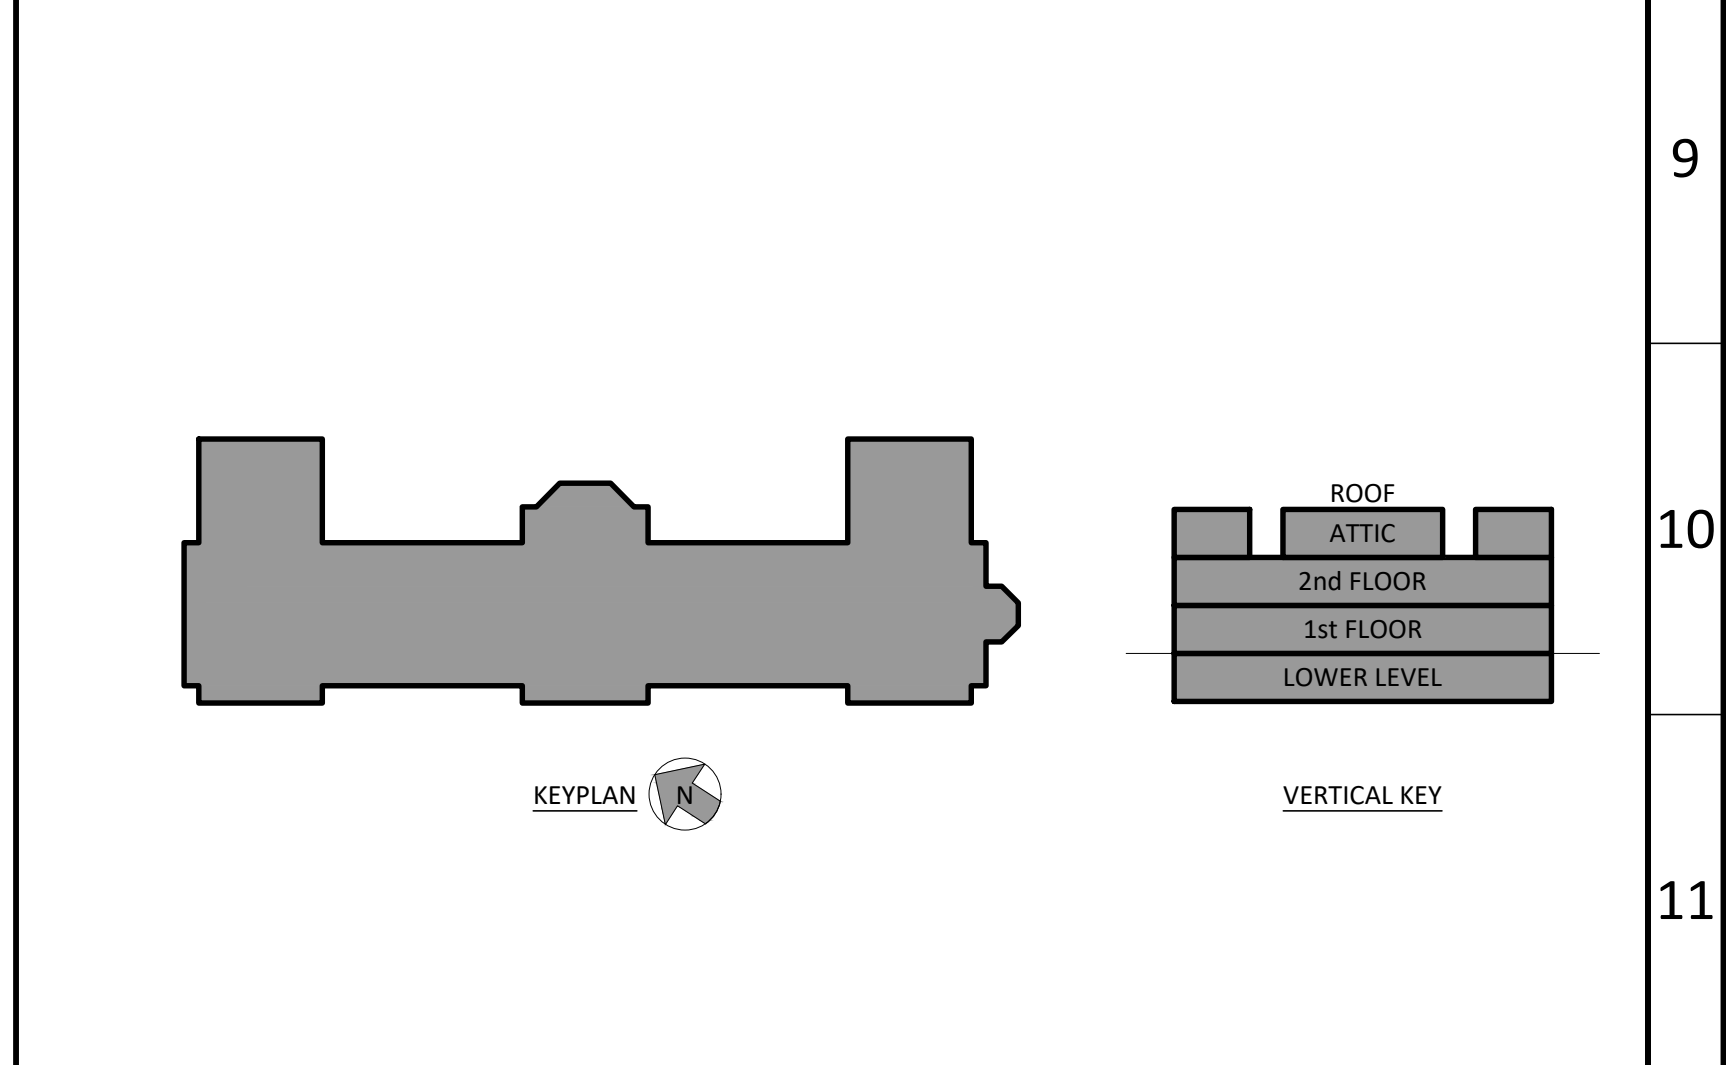 9
ROOF
10
ATTIC
2nd FLOOR
1st FLOOR
LOWER LEVEL
KEYPLAN
N
VERTICAL KEY
11